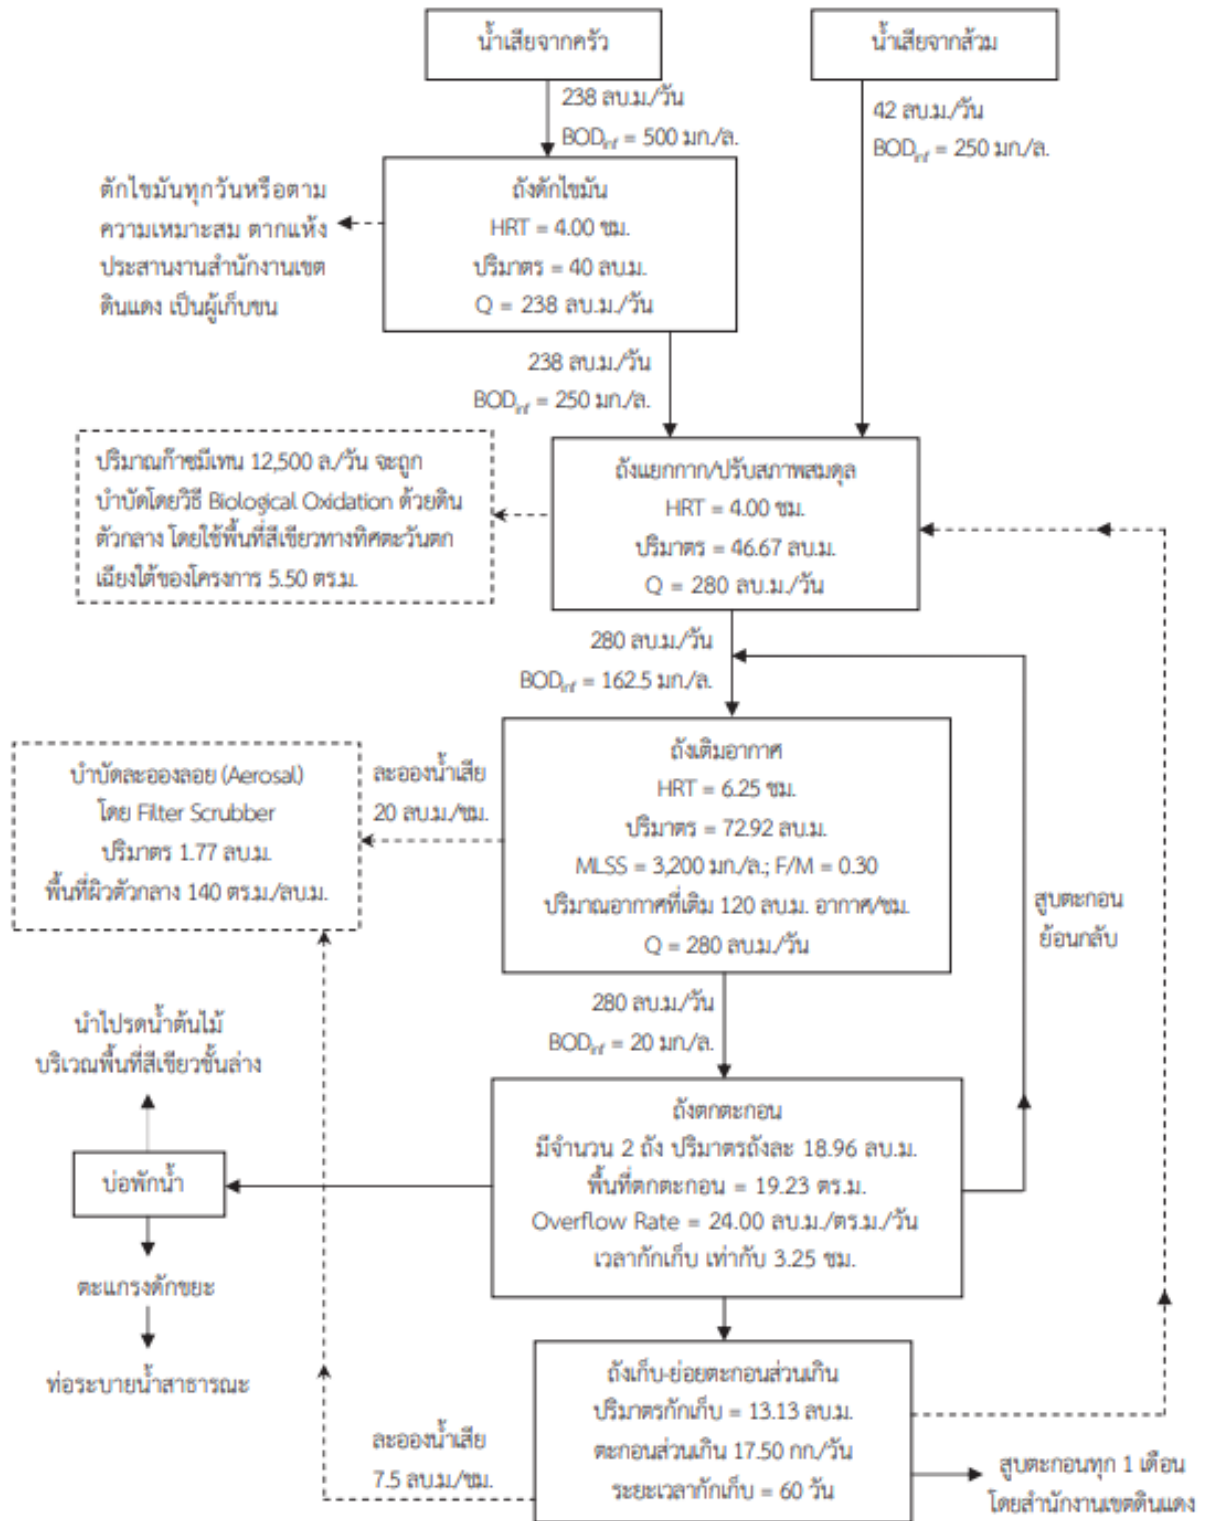 น้ำเสียจากครัว
น้ำเสียจากส้วม
238 ลบ.ม./วัน
BODinf = 500 มก./ล.
42 ลบ.ม./วัน
BODinf = 250 มก./ล.
ตักไขมันทุกวันหรือตาม
ความเหมาะสม ตากแห้ง
ประสานงานสำนักงานเขต
ดินแดง เป็นผู้เก็บขน
ถังดักไขมัน
HRT = 4.00 ชม.
ปริมาตร = 40 ลบ.ม.
Q = 238 ลบ.ม./วัน
238 ลบ.ม./วัน
BODinf = 250 มก./ล.
ปริมาณก๊าซมีเทน 12,500 ล./วัน จะถูก
บำบัดโดยวิธี Biological Oxidation ด้วยดิน
ตัวกลาง โดยใช้พื้นที่สีเขียวทางทิศตะวันตก
เฉียงใต้ของโครงการ 5.50 ตร.ม.
ถังแยกกาก/ปรับสภาพสมดุล
HRT = 4.00 ชม.
ปริมาตร = 46.67 ลบ.ม.
Q = 280 ลบ.ม./วัน
280 ลบ.ม./วัน
BODinf = 162.5 มก./ล.
บำบัดละอองลอย (Aerosal)
โดย Filter Scrubber
ปริมาตร 1.77 ลบ.ม.
พื้นที่ผิวตัวกลาง 140 ตร.ม./ลบ.ม.
ละอองน้ำเสีย
20 ลบ.ม./ชม.
ถังเติมอากาศ
HRT = 6.25 ชม.
ปริมาตร = 72.92 ลบ.ม.
MLSS = 3,200 มก./ล.; F/M = 0.30
ปริมาณอากาศที่เติม 120 ลบ.ม. อากาศ/ชม.
Q = 280 ลบ.ม./วัน
สูบตะกอน
ย้อนกลับ
280 ลบ.ม./วัน
BODinf = 20 มก./ล.
นำไปรดน้ำต้นไม้
บริเวณพื้นที่สีเขียวชั้นล่าง
บ่อพักน้ำ
ตะแกรงดักขยะ
ท่อระบายน้ำสาธารณะ
ถังตกตะกอน
มีจำนวน 2 ถัง ปริมาตรถังละ 18.96 ลบ.ม.
พื้นที่ตกตะกอน = 19.23 ตร.ม.
Overflow Rate = 24.00 ลบ.ม./ตร.ม./วัน
เวลากักเก็บ เท่ากับ 3.25 ชม.
ถังเก็บ-ย่อยตะกอนส่วนเกิน
ปริมาตรกักเก็บ = 13.13 ลบ.ม.
ตะกอนส่วนเกิน 17.50 กก./วัน
ระยะเวลากักเก็บ = 60 วัน
ละอองน้ำเสีย
7.5 ลบ.ม./ชม.
สูบตะกอนทุก 1 เดือน
โดยสำนักงานเขตดินแดง